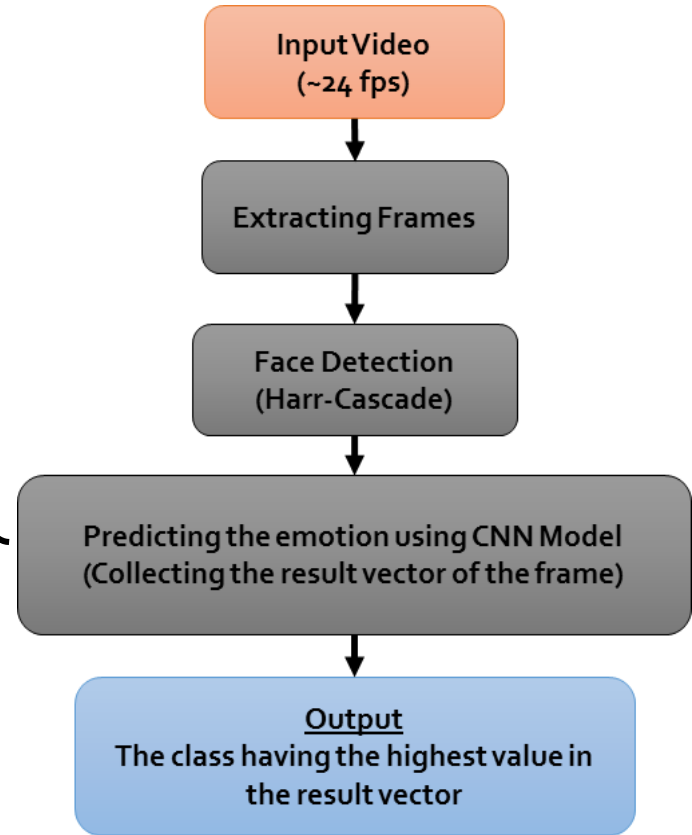 Input Video
(~24 fps)
Extracting Frames
Face Detection
(Harr-Cascade)
Predicting the emotion using CNN Model
(Collecting the result vector of the frame)
Output
The class having the highest value in
the result vector